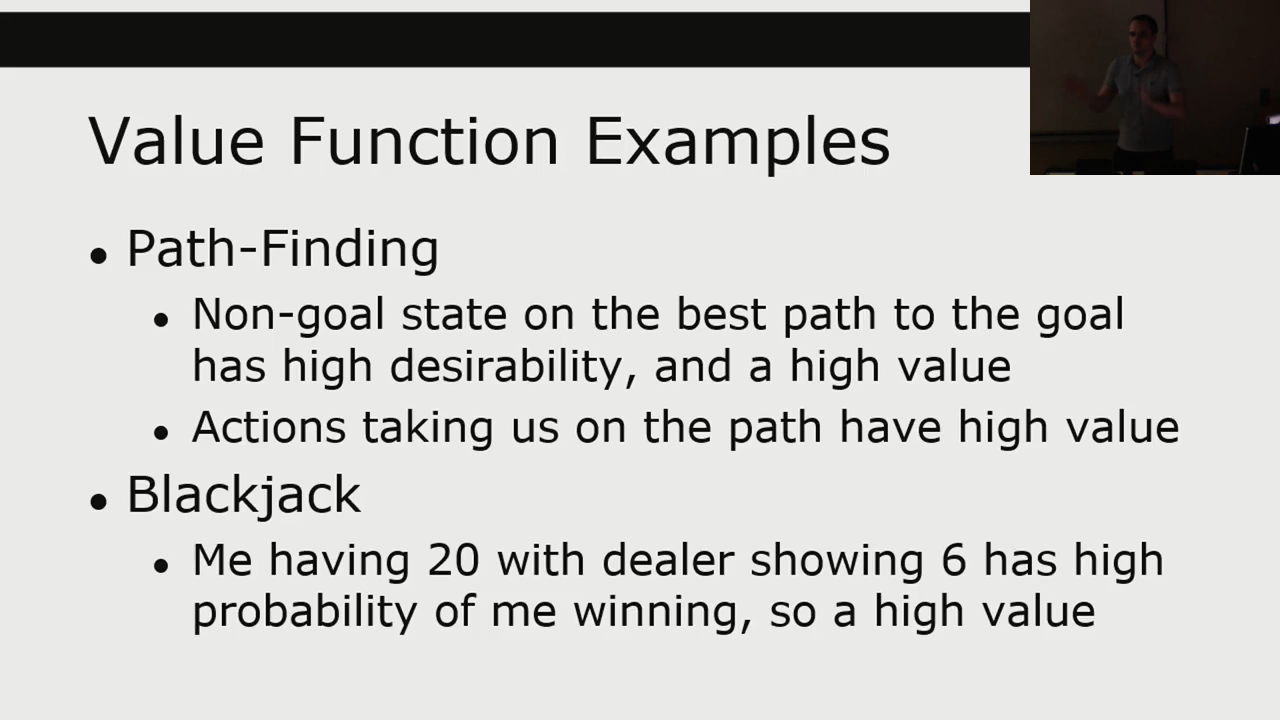 Value Function Examples
● Path-Finding
● Non-goal state on the best path to the goal
has high desirability, and a high value
● Actions taking us on the path have high value
● Blackjack
● Me having 20 with dealer showing 6 has high
probability of me winning, so a high value